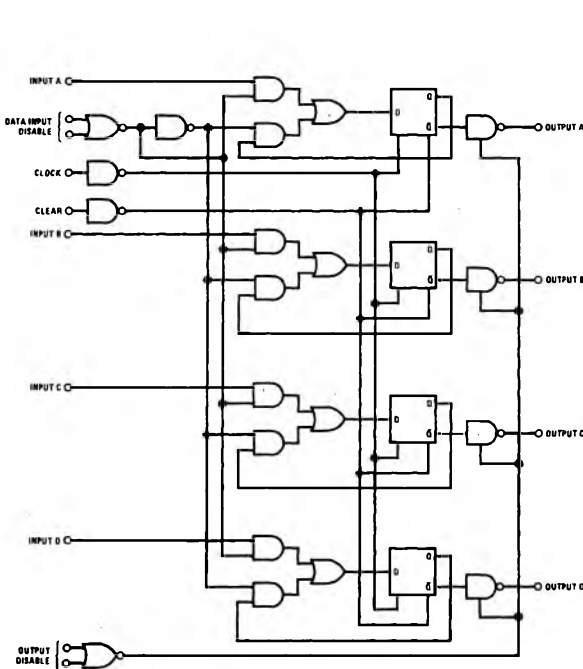 INPUT A
DATA INPUT
DISABLE
CLOCK
CLEAR
INPUT B
INPUT C
INPUT D
OUTPUT
DISABLE
D
Q
Q
OUTPUT A
D
Q
Q
OUTPUT B
D
Q
Q
OUTPUT C
D
Q
Q
OUTPUT D